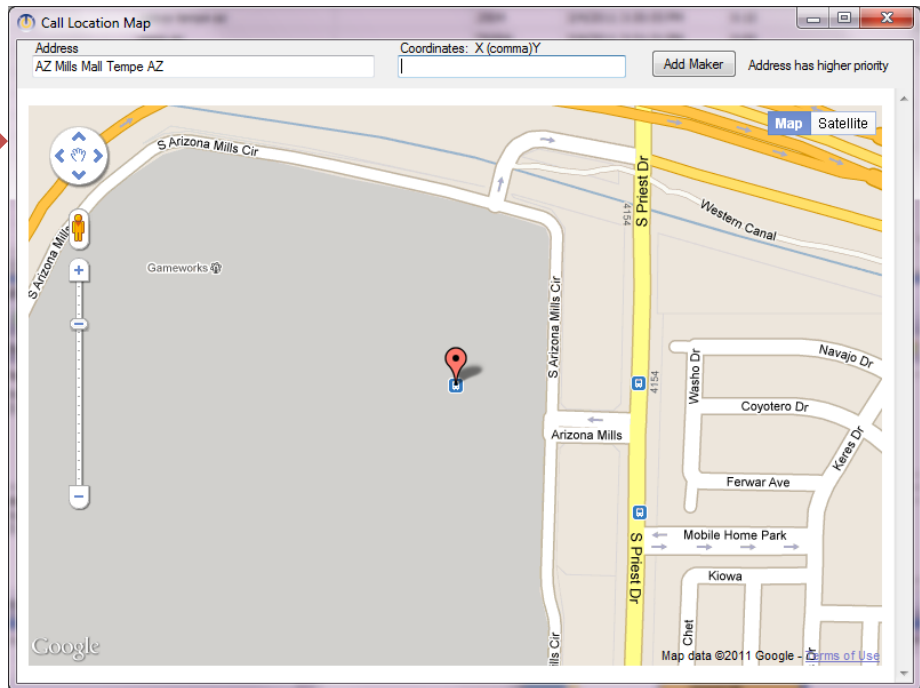 Call Location Map
Address
Coordinates: X (comma)Y
AZ Mills Mall Tempe AZ
Add Maker
Address has higher priority
Map
Satellite
S Arizona Mills Cir
S Priest Dr
4154
Western Canal
S Arizona Mills
Gameworks
S Arizona Mills Cir
Navajo Dr
Washo Dr
4154
Coyotero Dr
Arizona Mills
Keres Dr
Ferwar Ave
Mobile Home Park
S Priest Dr
Kiowa
Chet
Dr
lls Cir
Google
Map data ©2011 Google - Terms of Use